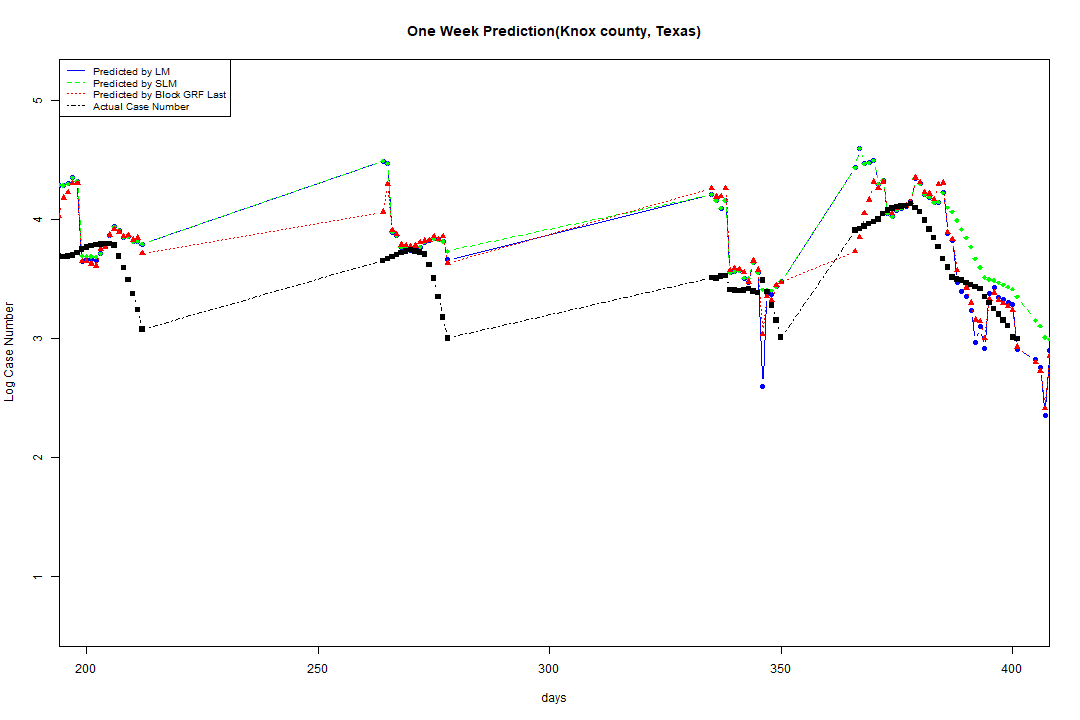 One Week Prediction(Knox county, Texas)
Predicted by LM
Predicted by SLM
Predicted by Block GRF Last
Actual Case Number
5
4
3
2
1
Log Case Number
200 250 300 350 400
days